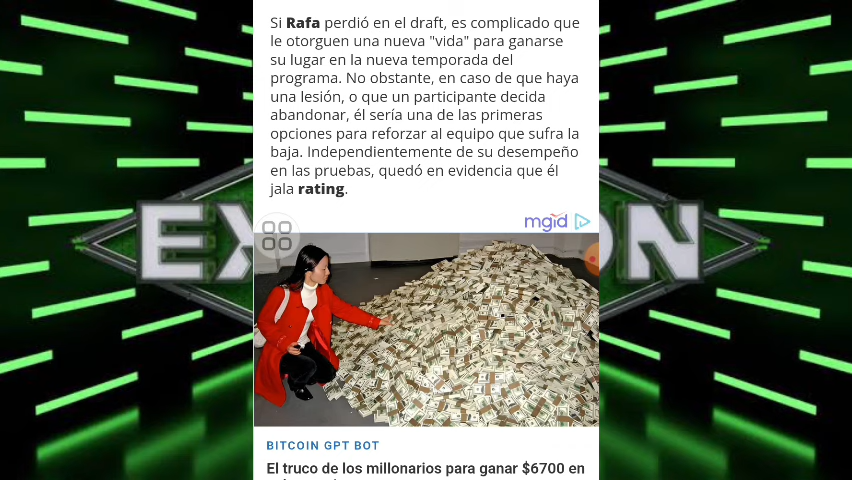 Si Rafa perdió en el draft, es complicado que
le otorguen una nueva "vida" para ganarse
su lugar en la nueva temporada del
programa. No obstante, en caso de que haya
una lesión, o que un participante decida
abandonar, él sería una de las primeras
opciones para reforzar al equipo que sufra la
baja. Independientemente de su desempeño
en las pruebas, quedó en evidencia que él
jala rating.
mgid
EX
N
BITCOIN GPT BOT
El truco de los millonarios para ganar $6700 en